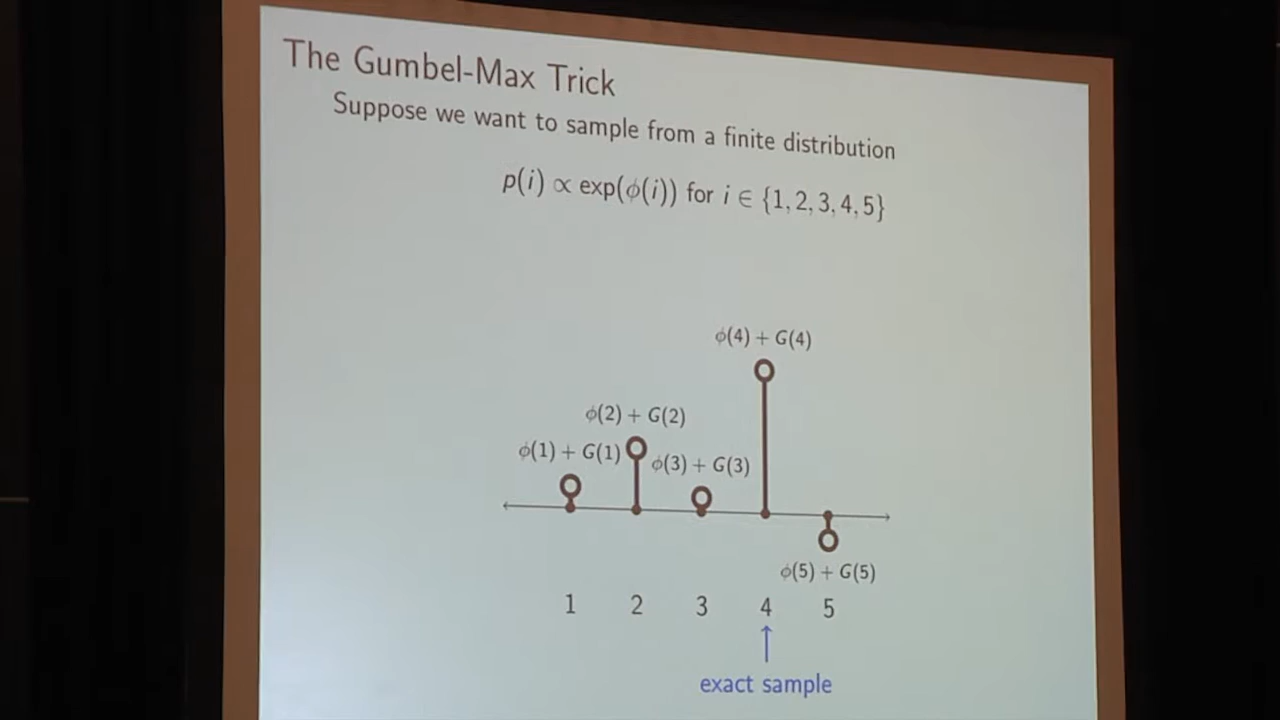 The Gumbel-Max Trick
Suppose we want to sample from a finite distribution
p(i) ∝ exp(ϕ(i)) for i ∈ {1, 2, 3, 4, 5}
ϕ(4) + G(4)
ϕ(2) + G(2)
ϕ(1) + G(1)
ϕ(3) + G(3)
ϕ(5) + G(5)
1 2 3 4 5
↑
exact sample